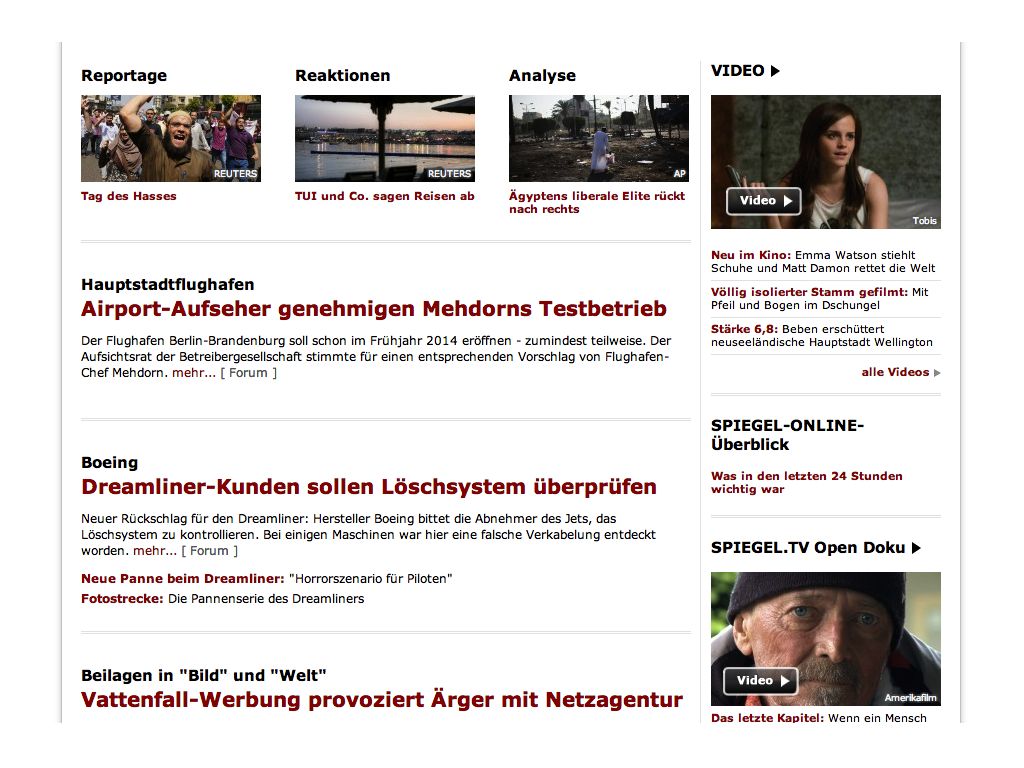 Reportage
REUTERS
Tag des Hasses
Reaktionen
REUTERS
TUI und Co. sagen Reisen ab
Analyse
AP
Ägyptens liberale Elite rückt
nach rechts
Hauptstadtflughafen
Airport-Aufseher genehmigen Mehdorns Testbetrieb
Der Flughafen Berlin-Brandenburg soll schon im Frühjahr 2014 eröffnen - zumindest teilweise. Der
Aufsichtsrat der Betreibergesellschaft stimmte für einen entsprechenden Vorschlag von Flughafen-
Chef Mehdorn. mehr... [ Forum ]
Boeing
Dreamliner-Kunden sollen Löschsystem überprüfen
Neuer Rückschlag für den Dreamliner: Hersteller Boeing bittet die Abnehmer des Jets, das
Löschsystem zu kontrollieren. Bei einigen Maschinen war hier eine falsche Verkabelung entdeckt
worden. mehr... [ Forum ]
Neue Panne beim Dreamliner: "Horrorszenario für Piloten"
Fotostrecke: Die Pannenserie des Dreamliners
Beilagen in "Bild" und "Welt"
Vattenfall-Werbung provoziert Ärger mit Netzagentur
VIDEO
Video
Tobis
Neu im Kino: Emma Watson stiehlt
Schuhe und Matt Damon rettet die Welt
Völlig isolierter Stamm gefilmt: Mit
Pfeil und Bogen im Dschungel
Stärke 6,8: Beben erschüttert
neuseeländische Hauptstadt Wellington
alle Videos
SPIEGEL-ONLINE-
Überblick
Was in den letzten 24 Stunden
wichtig war
SPIEGEL.TV Open Doku
Video
Amerikafilm
Das letzte Kapitel: Wenn ein Mensch